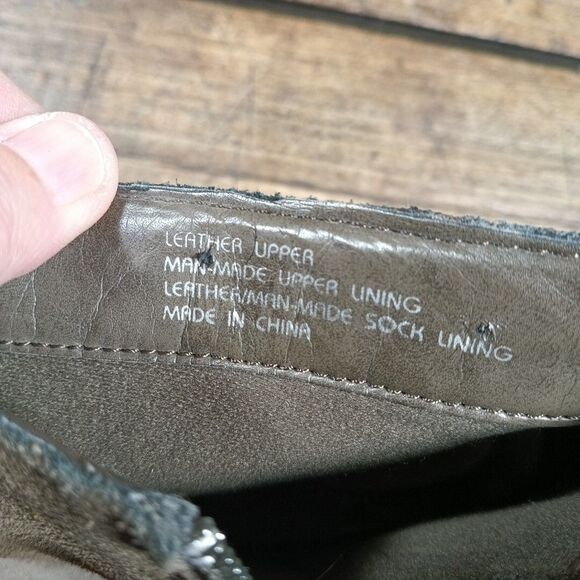 LEATHER UPPER
MAN-MADE UPPER LINING
LEATHER/MAN-MADE SOCK LINING
MADE IN CHINA